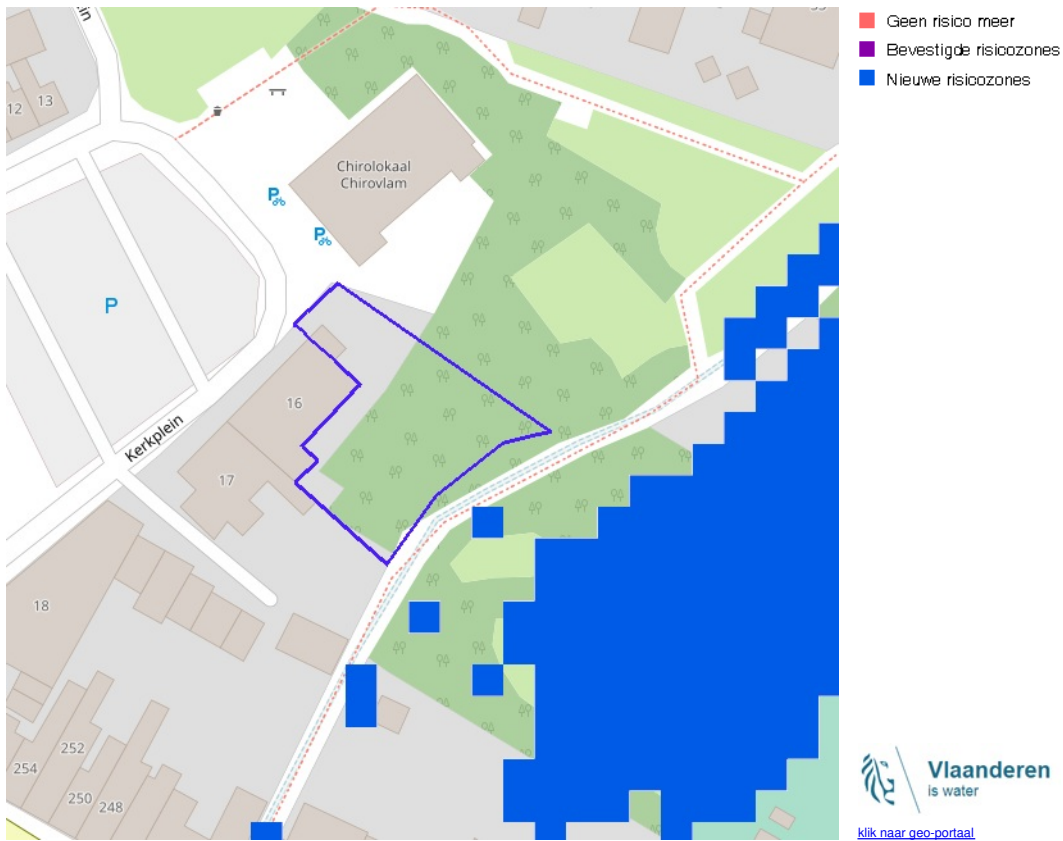 Geen risico meer
Bevestigde risicozones
Nieuwe risicozones
12
13
Chirolokaal
Chirovlam
P
P
P
16
Kerkplein
17
18
252
254
250
248
Vlaanderen
is water
klik naar geo-portaal